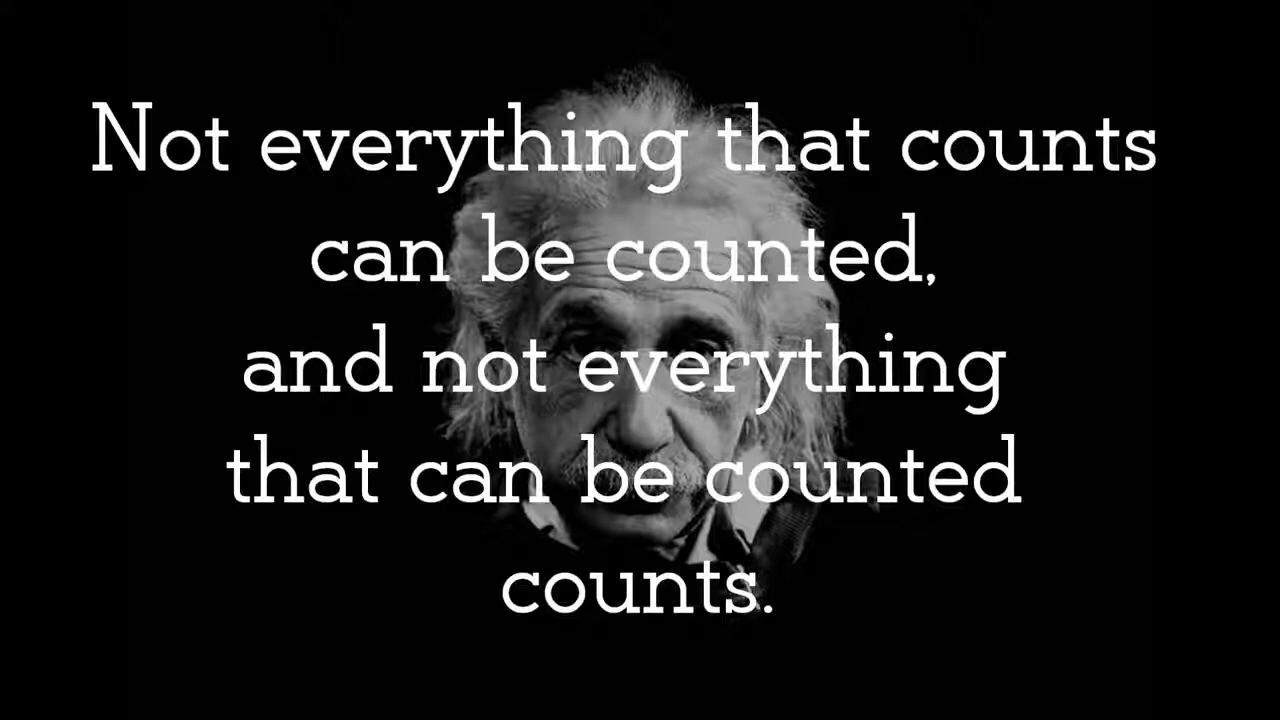 Not everything that counts
can be counted,
and not everything
that can be counted
counts.